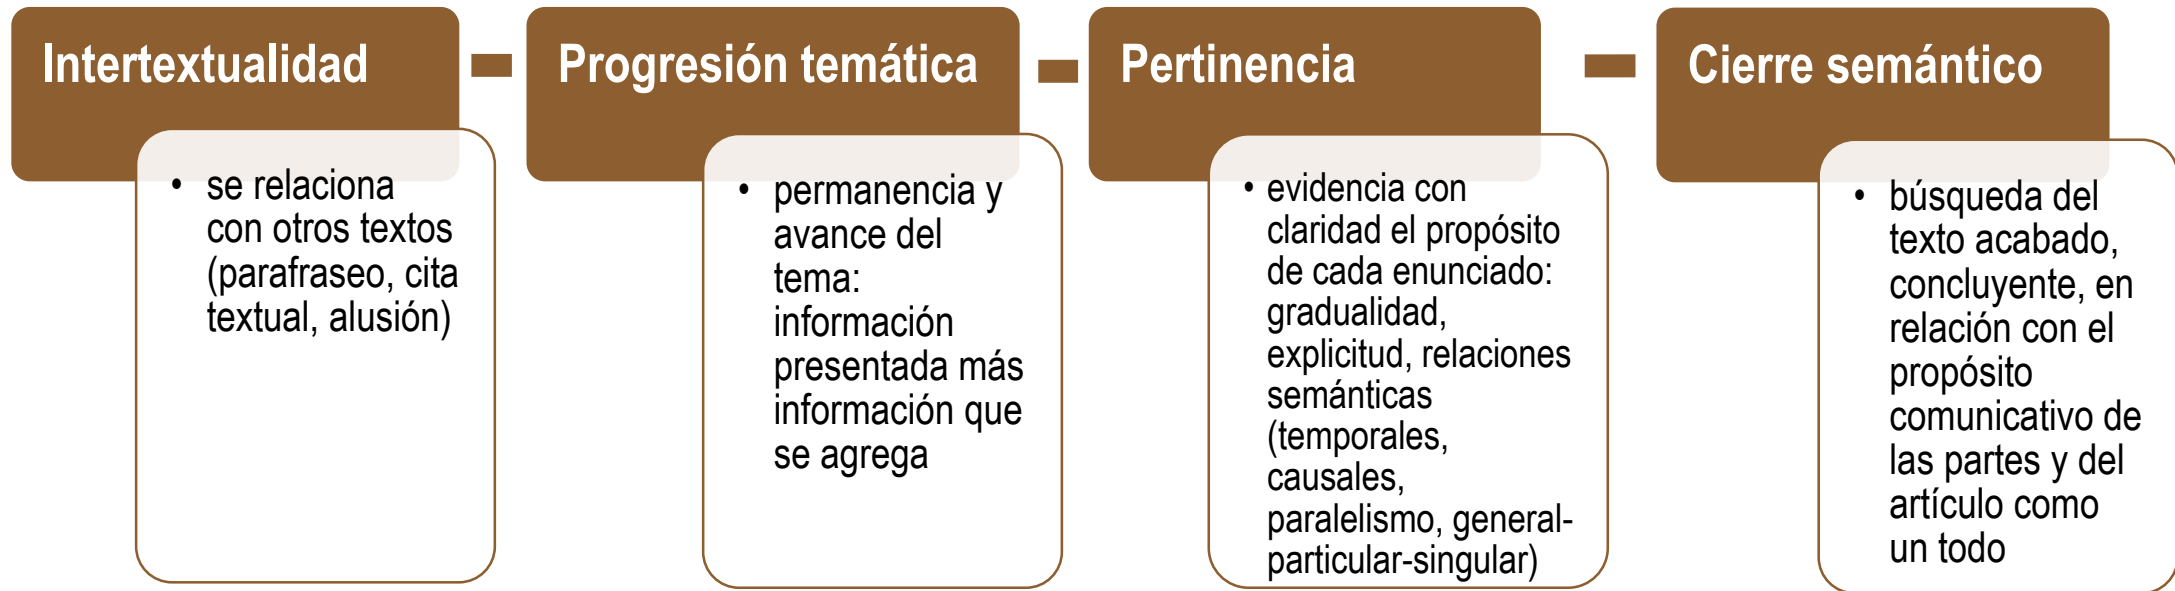 Intertextualidad
• se relaciona
con otros textos
(parafraseo, cita
textual, alusión)
Progresión temática
• permanencia y
avance del
tema:
información
presentada más
información que
se agrega
Pertinencia
• evidencia con
claridad el propósito
de cada enunciado:
gradualidad,
explicitud, relaciones
semánticas
(temporales,
causales,
paralelismo, general-
particular-singular)
Cierre semántico
• búsqueda del
texto acabado,
concluyente, en
relación con el
propósito
comunicativo de
las partes y del
artículo como
un todo